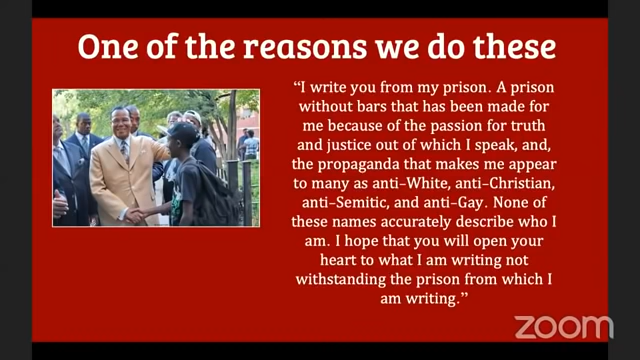 One of the reasons we do these
“I write you from my prison. A prison
without bars that has been made for
me because of the passion for truth
and justice out of which I speak, and,
the propaganda that makes me appear
to many as anti-White, anti-Christian,
anti-Semitic, and anti-Gay. None of
these names accurately describe who I
am. I hope that you will open your
heart to what I am writing not
withstanding the prison from which I
am writing.”
zoom